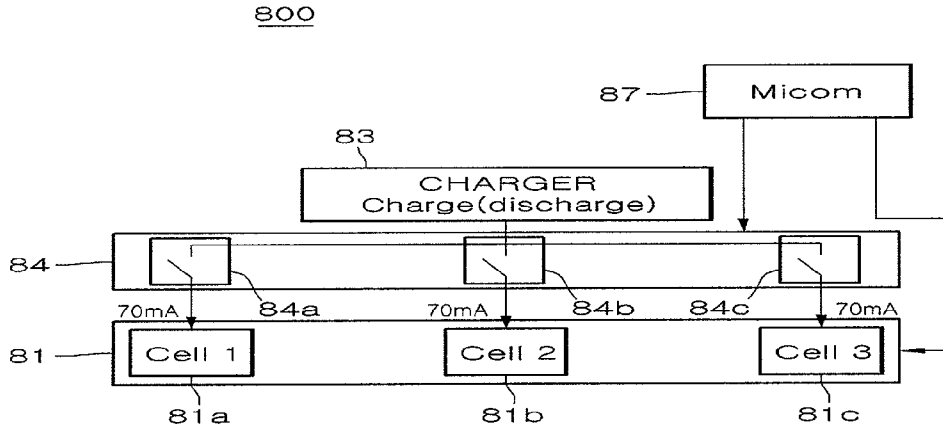 800
87
Micom
83
CHARGER
Charge(discharge)
84
84a
84b
84c
70mA
70mA
70mA
81
Cell 1
Cell 2
Cell 3
81a
81b
81c